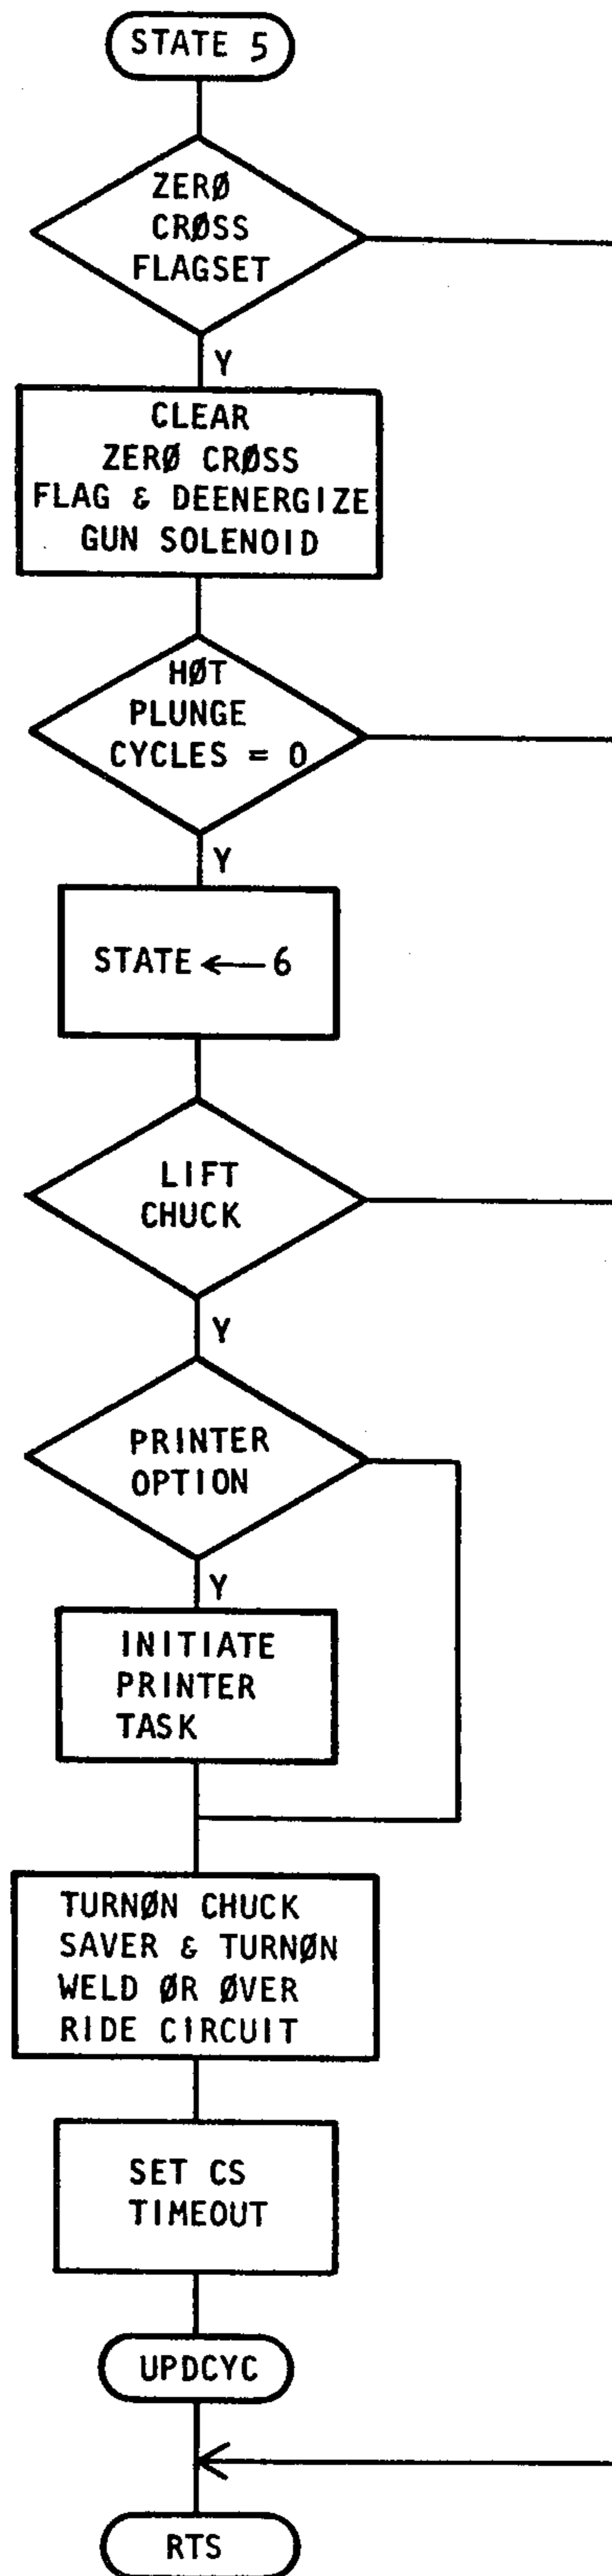 STATE 5
ZERØ
CRØSS
FLAGSET
Y
CLEAR
ZERØ CRØSS
FLAG & DEENERGIZE
GUN SOLENOID
HØT
PLUNGE
CYCLES = 0
Y
STATE ← 6
LIFT
CHUCK
Y
PRINTER
OPTION
Y
INITIATE
PRINTER
TASK
TURNØN CHUCK
SAVER & TURNØN
WELD ØR ØVER
RIDE CIRCUIT
SET CS
TIMEOUT
UPDCYC
RTS